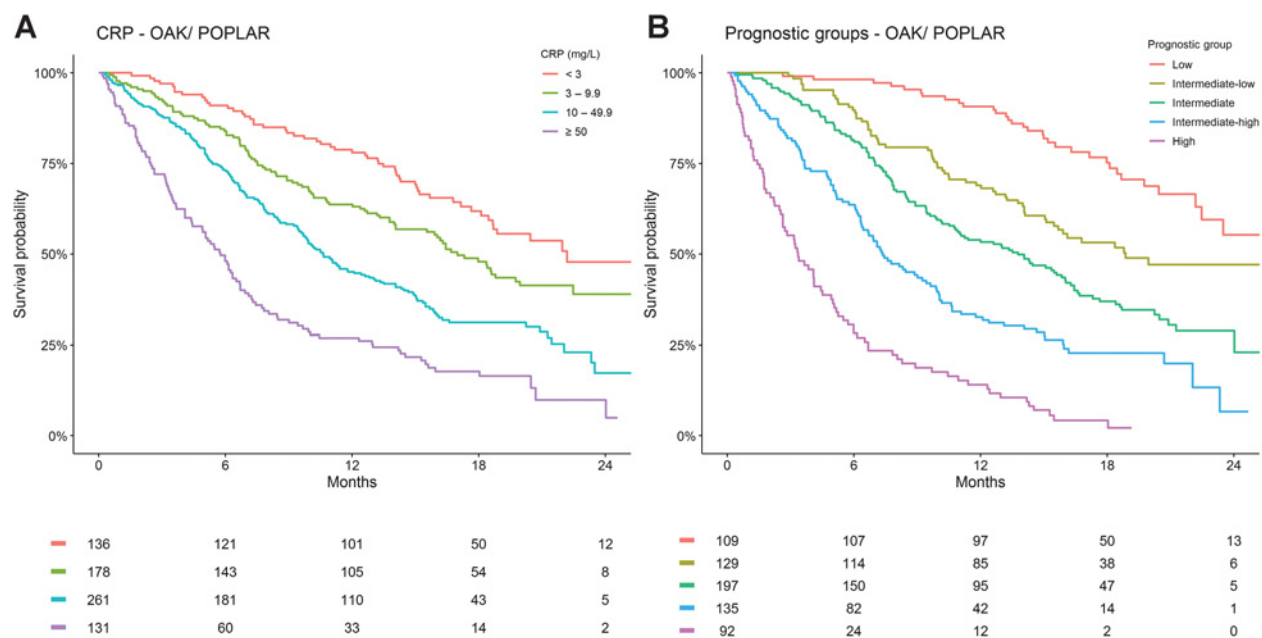 A
CRP - OAK/ POPLAR
CRP (mg/L)
< 3
3 – 9.9
10 – 49.9
≥ 50
Survival probability
100%
75%
50%
25%
0%
0 6 12 18 24
Months
136 121 101 50 12
178 143 105 54 8
261 181 110 43 5
131 60 33 14 2
B
Prognostic groups - OAK/ POPLAR
Prognostic group
Low
Intermediate-low
Intermediate
Intermediate-high
High
Survival probability
100%
75%
50%
25%
0%
0 6 12 18 24
Months
109 107 97 50 13
129 114 85 38 6
197 150 95 47 5
135 82 42 14 1
92 24 12 2 0